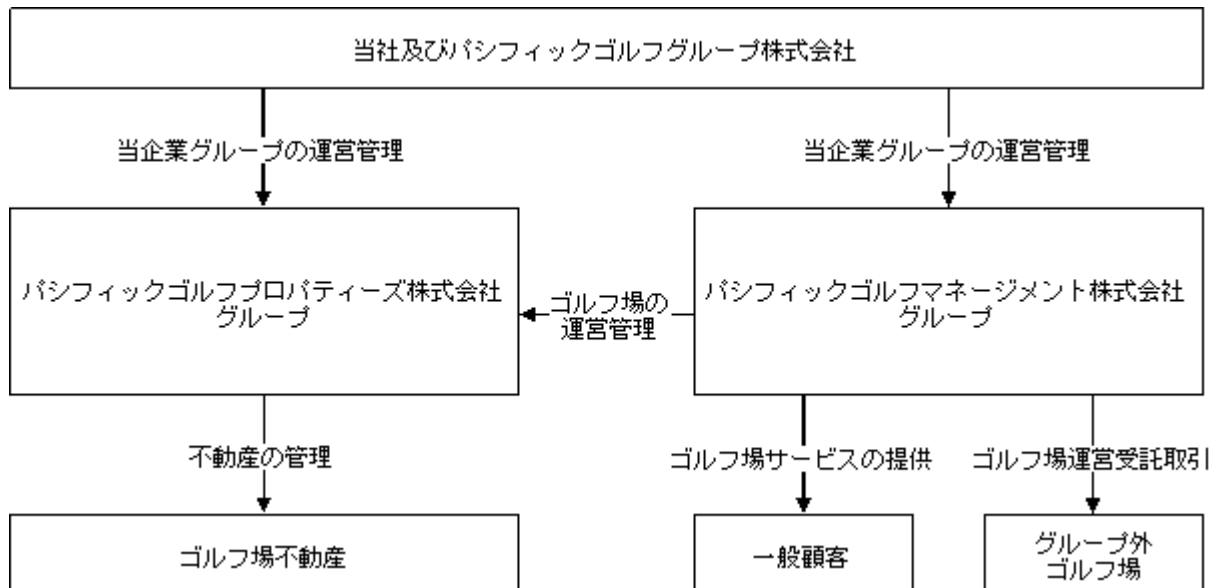 当社及びパシフィックゴルフグループ株式会社
当企業グループの運営管理
当企業グループの運営管理
パシフィックゴルフプロパティーズ株式会社
グループ
ゴルフ場の
運営管理
パシフィックゴルフマネージメント株式会社
グループ
不動産の管理
ゴルフ場サービスの提供
ゴルフ場運営受託取引
ゴルフ場不動産
一般顧客
グループ外
ゴルフ場